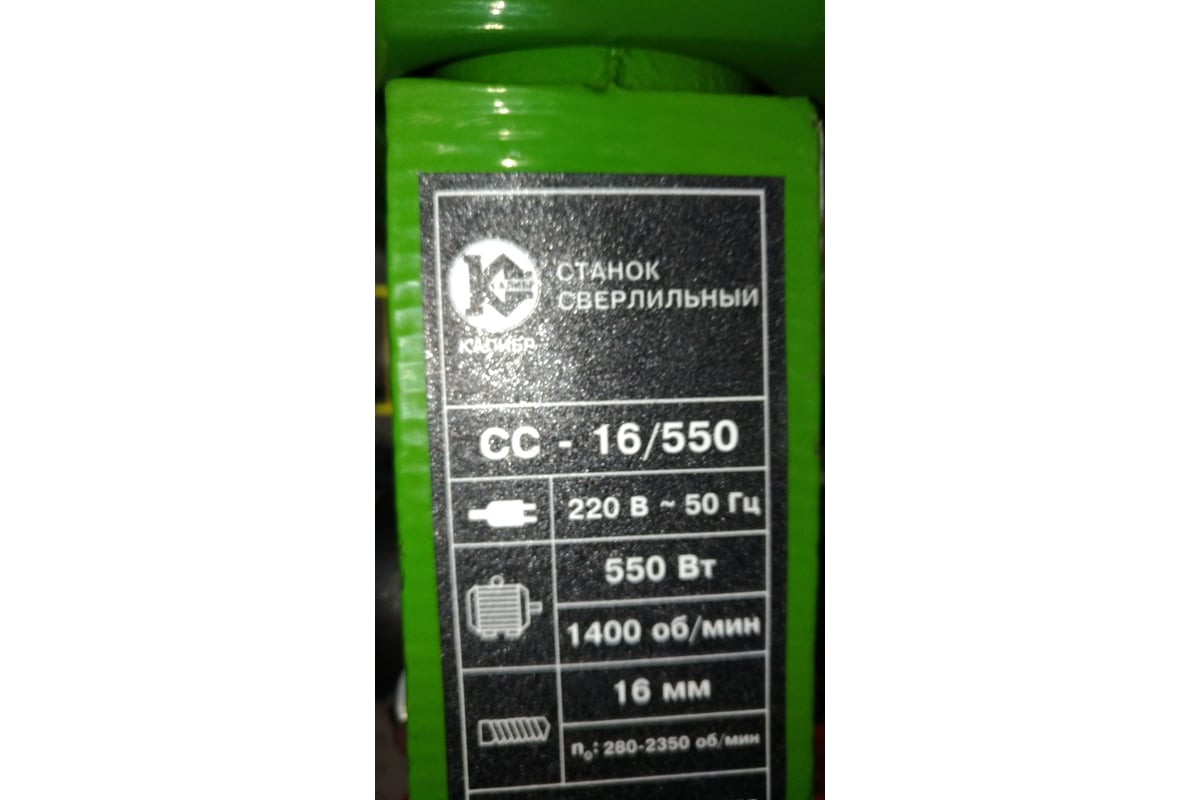 КАЛИБР
СТАНОК
СВЕРЛИЛЬНЫЙ
КАЛИБР
СС - 16/550
220 В ~ 50 Гц
550 Вт
1400 об/мин
16 мм
n₀: 280-2350 об/мин